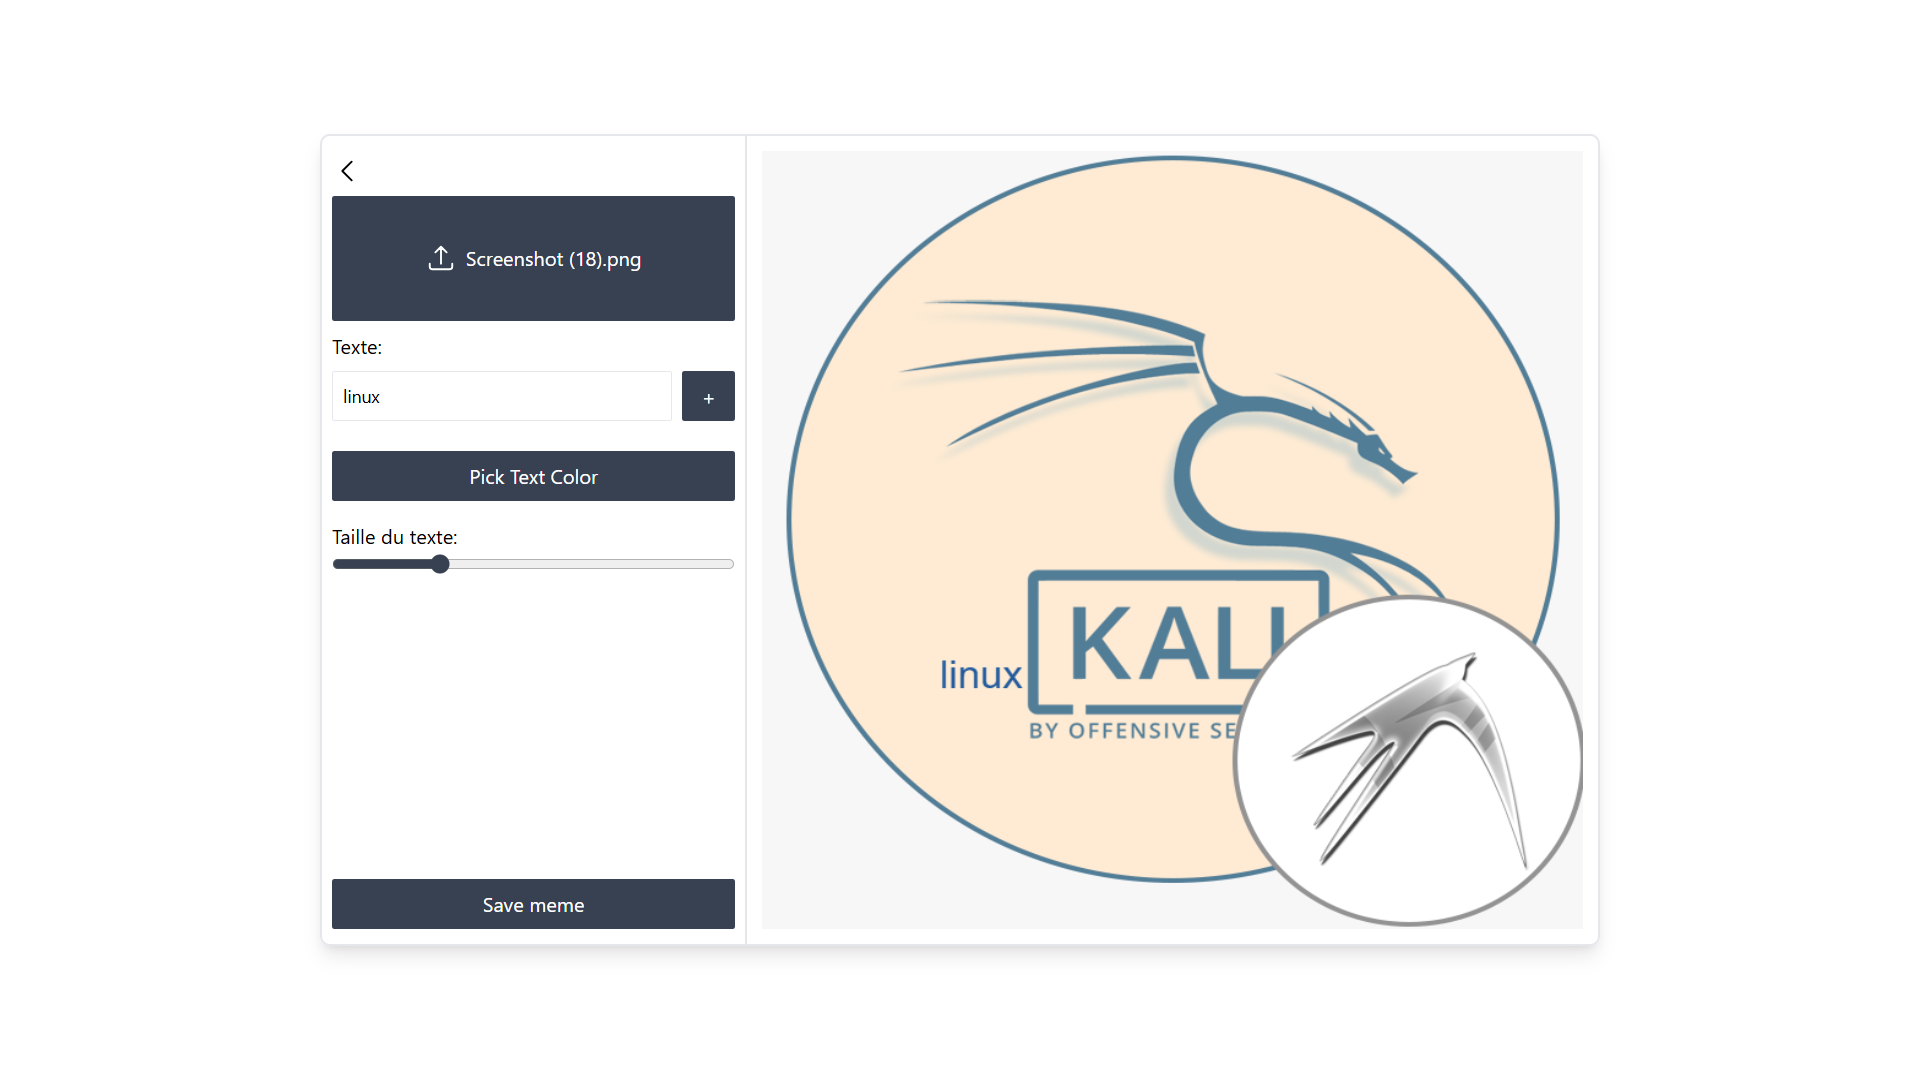 Screenshot (18).png
Texte:
linux
+
Pick Text Color
Taille du texte:
Save meme
KALI
linux
BY OFFENSIVE SE